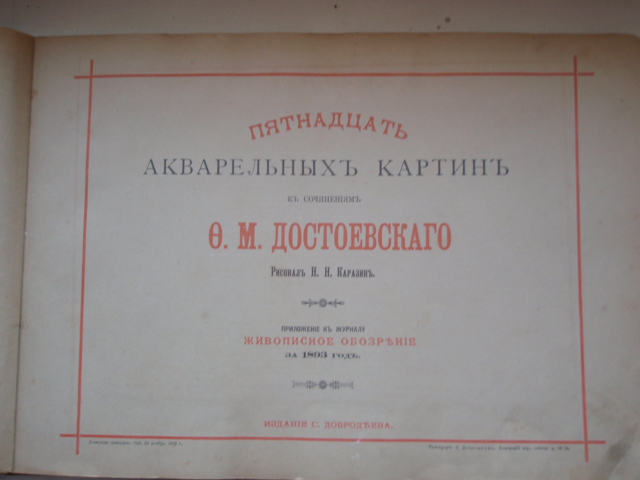 ПЯТНАДЦАТЬ
АКВАРЕЛЬНЫХЪ КАРТИНЪ
КЪ СОЧИНЕНІЯМЪ
Ѳ. М. ДОСТОЕВСКАГО
РИСОВАЛЪ Н. Н. КАРАЗИНЪ.
ПРИЛОЖЕНІЕ КЪ ЖУРНАЛУ
ЖИВОПИСНОЕ ОБОЗРѢНІЕ
ЗА 1893 ГОДЪ.
ИЗДАНІЕ С. ДОБРОДѢЕВА.